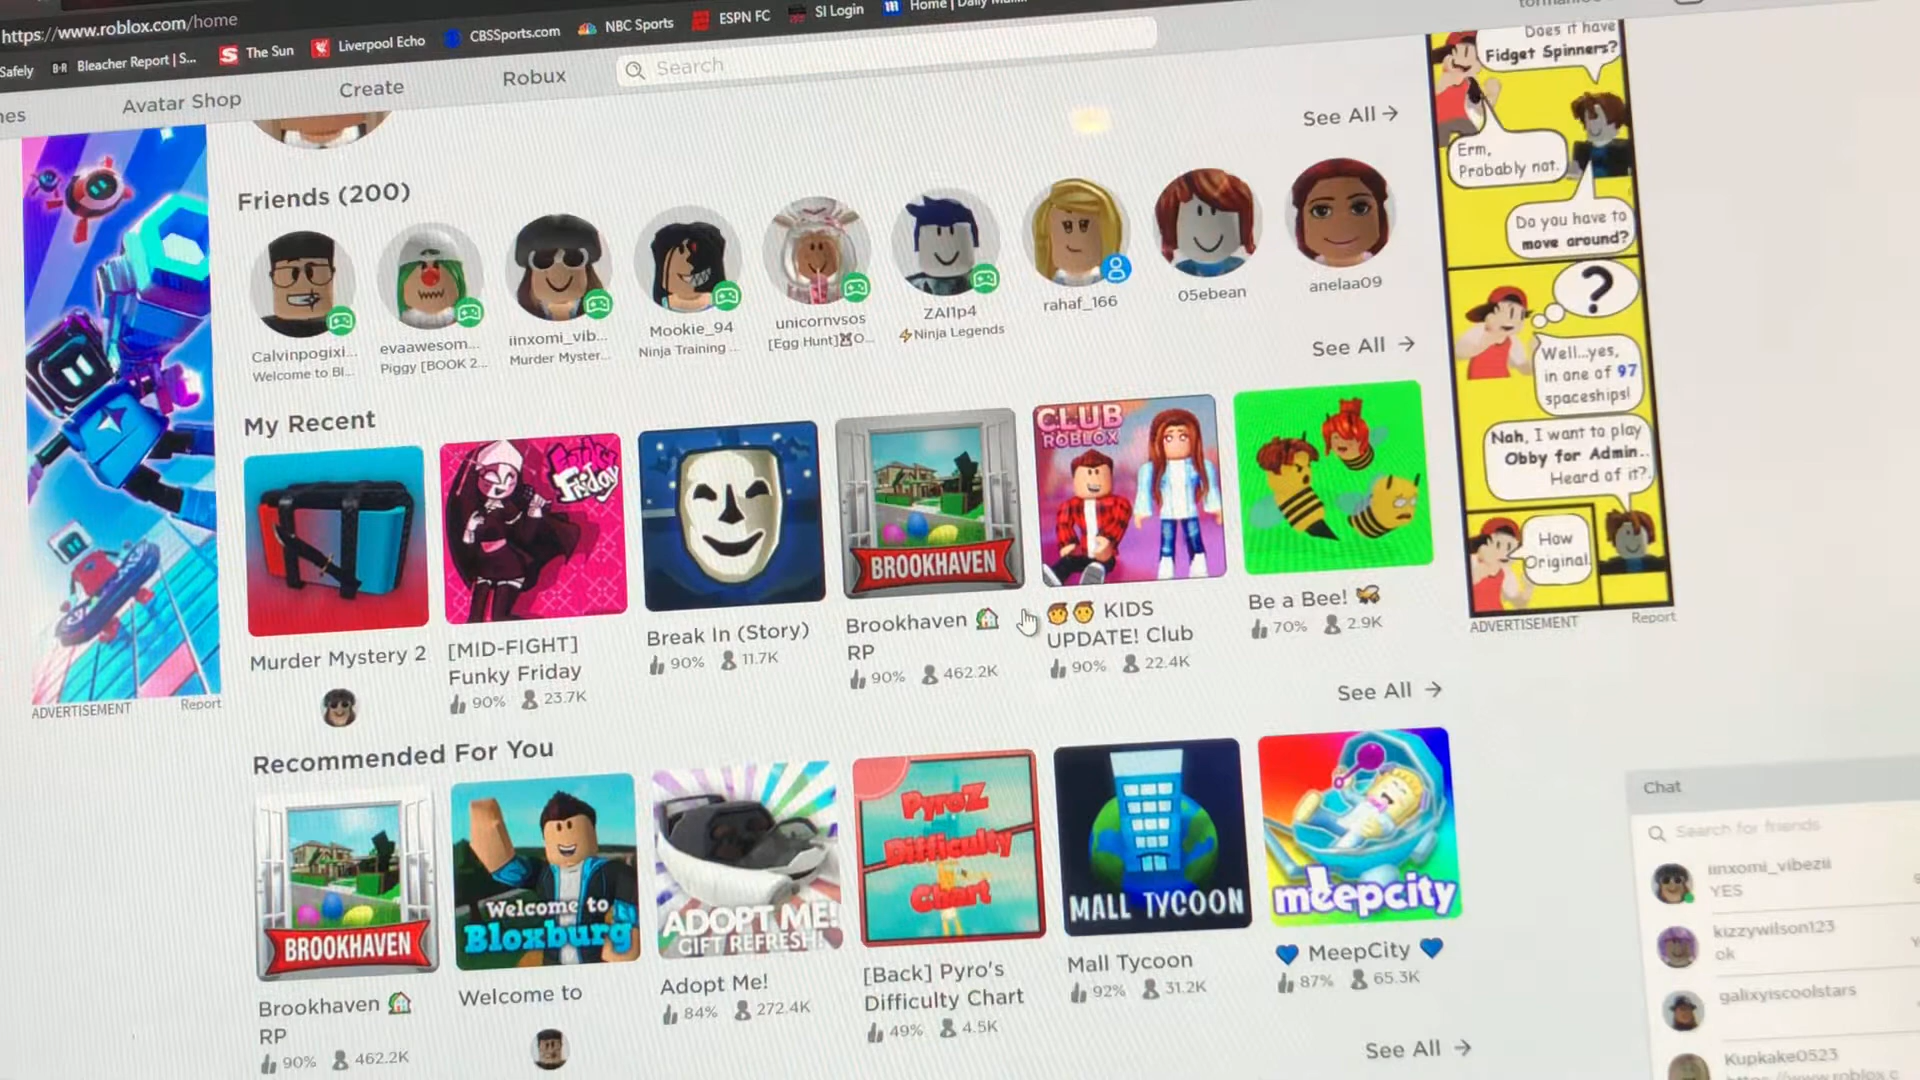 https://www.roblox.com/home
Safely
B·R Bleacher Report | S...
S The Sun
Liverpool Echo
CBSSports.com
NBC Sports
ESPN FC
SI Login
Create
Avatar Shop
Robux
Search
See All →
Friends (200)
Calvinpogixi...
Welcome to Bl...
evaawesom...
Piggy [BOOK 2...
iinxomi_vib...
Murder Myster...
Mookie_94
Ninja Training ...
unicornvsos
ZAI1p4
⚡Ninja Legends
rahaf_166
05ebean
anelaa09
See All →
My Recent
Funky Friday
BROOKHAVEN
CLUB
ROBLOX
Murder Mystery 2
[MID-FIGHT]
Funky Friday
90% 23.7K
Break In (Story)
90% 11.7K
Brookhaven 🏡
RP
90% 462.2K
KIDS
UPDATE! Club
90% 22.4K
Be a Bee! 🐝
70% 2.9K
See All →
Recommended For You
BROOKHAVEN
Welcome to
Bloxburg
ADOPT ME!
GIFT REFRESH!
PyroZ
Difficulty
Chart
MALL TYCOON
meepcity
Brookhaven 🏡
RP
90% 462.2K
Welcome to
Adopt Me!
84% 272.4K
[Back] Pyro's
Difficulty Chart
49% 4.5K
Mall Tycoon
92% 31.2K
💙 MeepCity 💙
87% 65.3K
See All →
ADVERTISEMENT
Report
Does it have
Fidget Spinners?
Erm,
Probably not.
Do you have to
move around?
?
Well...yes,
in one of 97
spaceships!
Nah, I want to play
Obby for Admin..
Heard of it?
How
Original.
ADVERTISEMENT
Report
Chat
Search for friends
iinxomi_vibezii
YES
kizzywilson123
ok
galixyiscoolstars
Kupkake0523